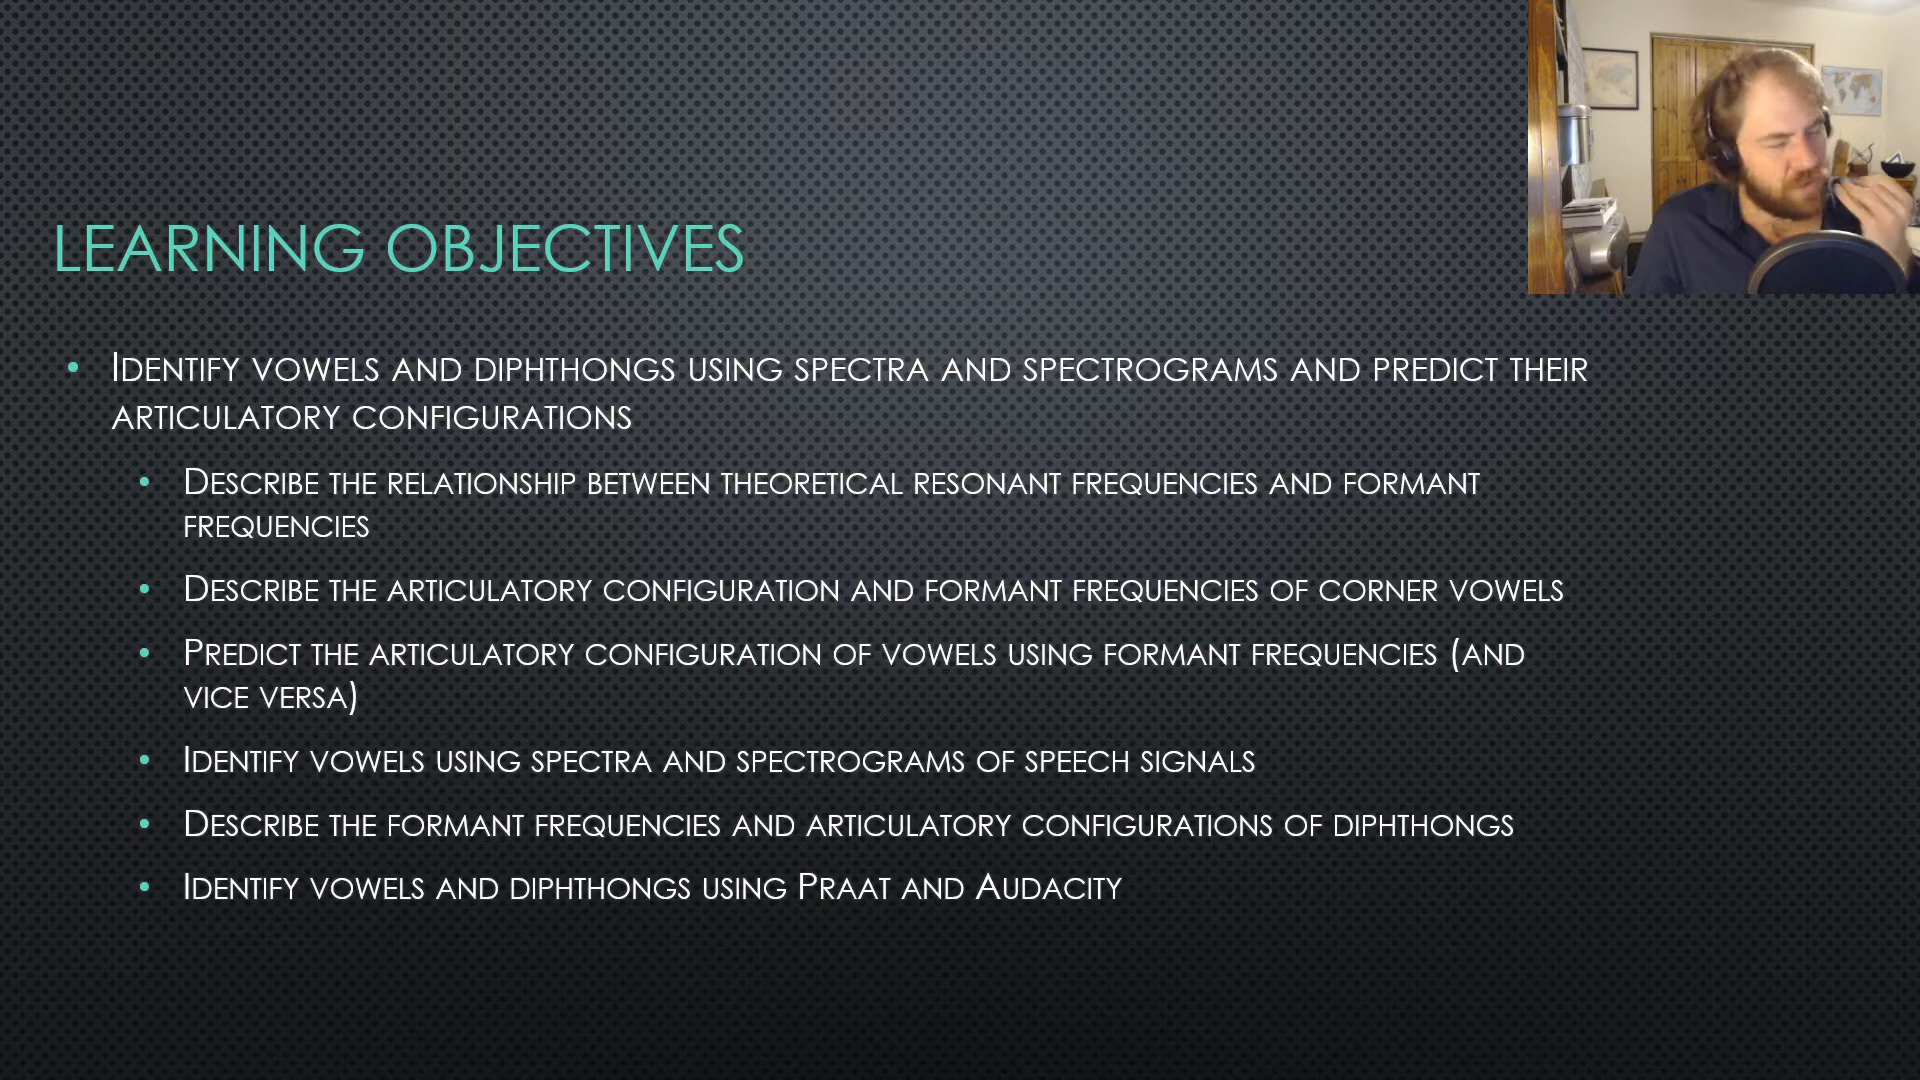 LEARNING OBJECTIVES
• IDENTIFY VOWELS AND DIPHTHONGS USING SPECTRA AND SPECTROGRAMS AND PREDICT THEIR
ARTICULATORY CONFIGURATIONS
• DESCRIBE THE RELATIONSHIP BETWEEN THEORETICAL RESONANT FREQUENCIES AND FORMANT
FREQUENCIES
• DESCRIBE THE ARTICULATORY CONFIGURATION AND FORMANT FREQUENCIES OF CORNER VOWELS
• PREDICT THE ARTICULATORY CONFIGURATION OF VOWELS USING FORMANT FREQUENCIES (AND
VICE VERSA)
• IDENTIFY VOWELS USING SPECTRA AND SPECTROGRAMS OF SPEECH SIGNALS
• DESCRIBE THE FORMANT FREQUENCIES AND ARTICULATORY CONFIGURATIONS OF DIPHTHONGS
• IDENTIFY VOWELS AND DIPHTHONGS USING PRAAT AND AUDACITY